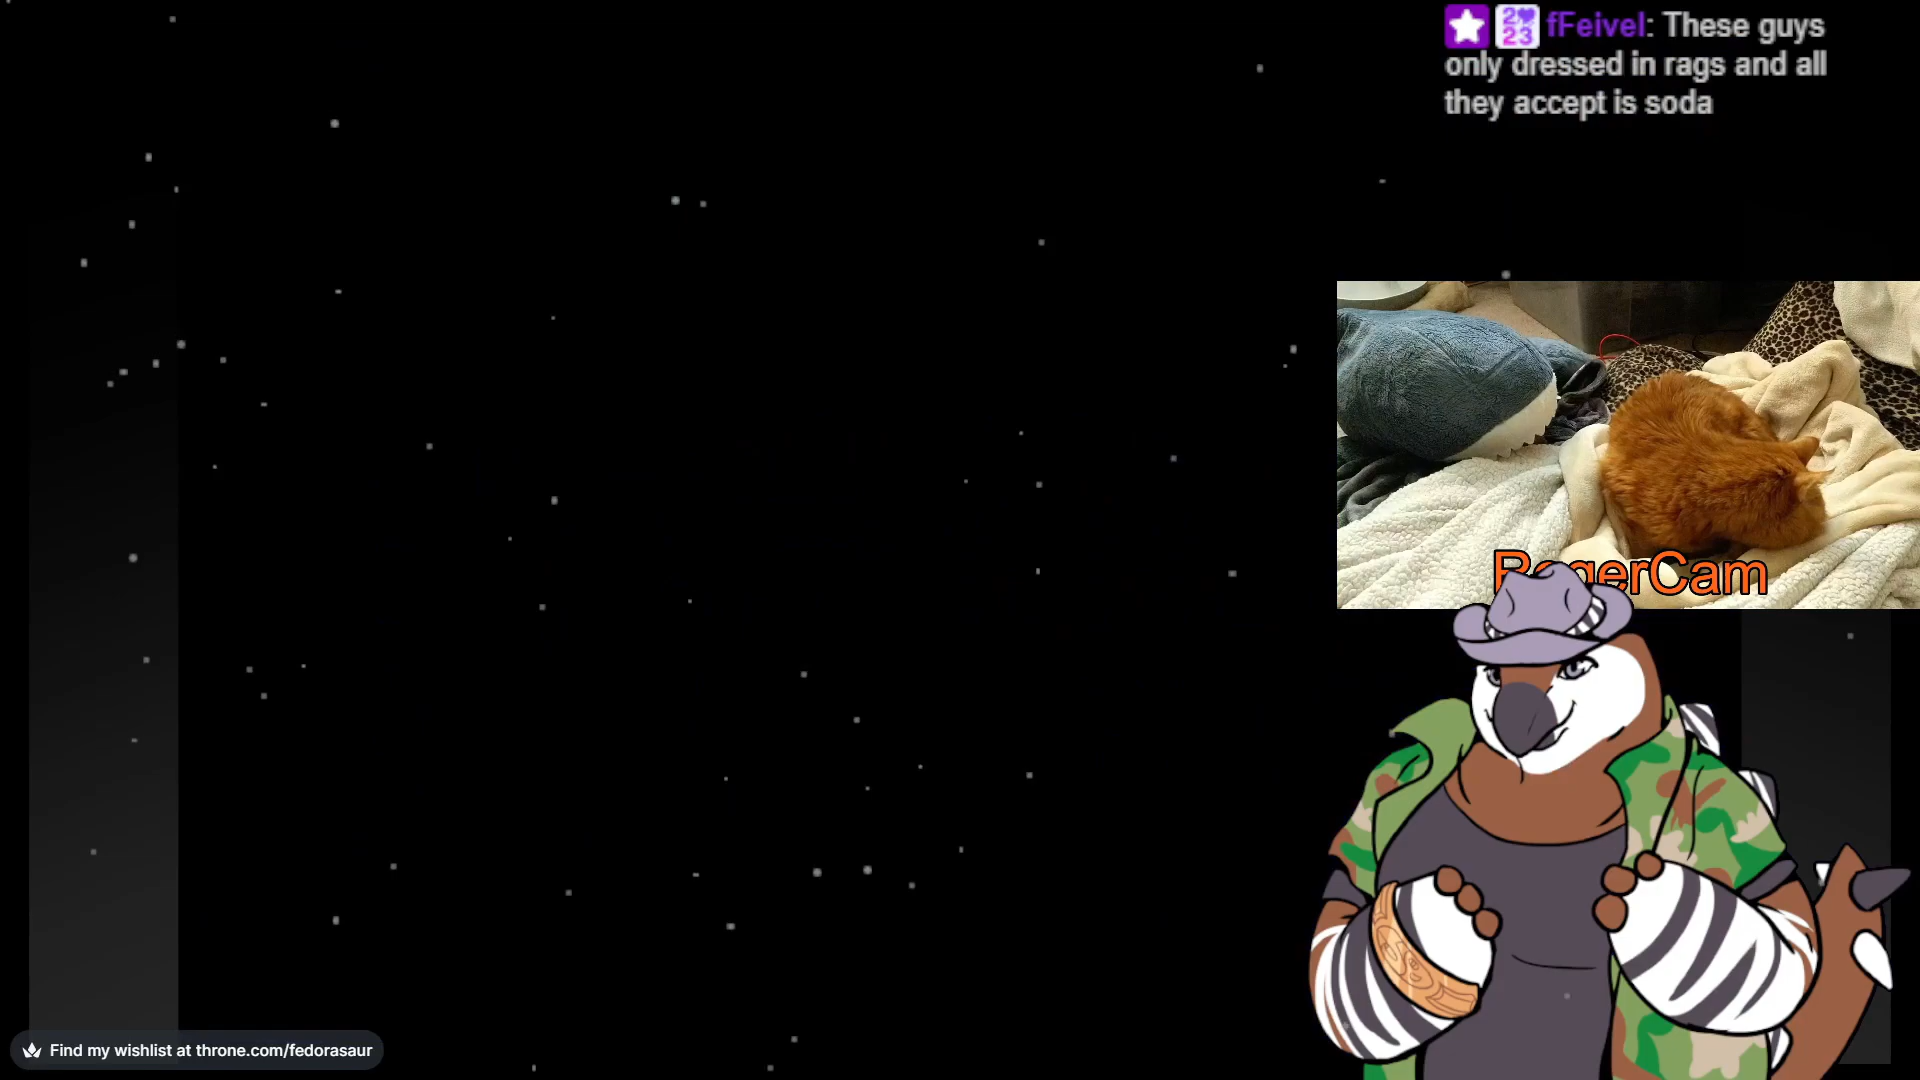 2023 fFeivel: These guys
only dressed in rags and all
they accept is soda
RogerCam
Find my wishlist at throne.com/fedorasaur